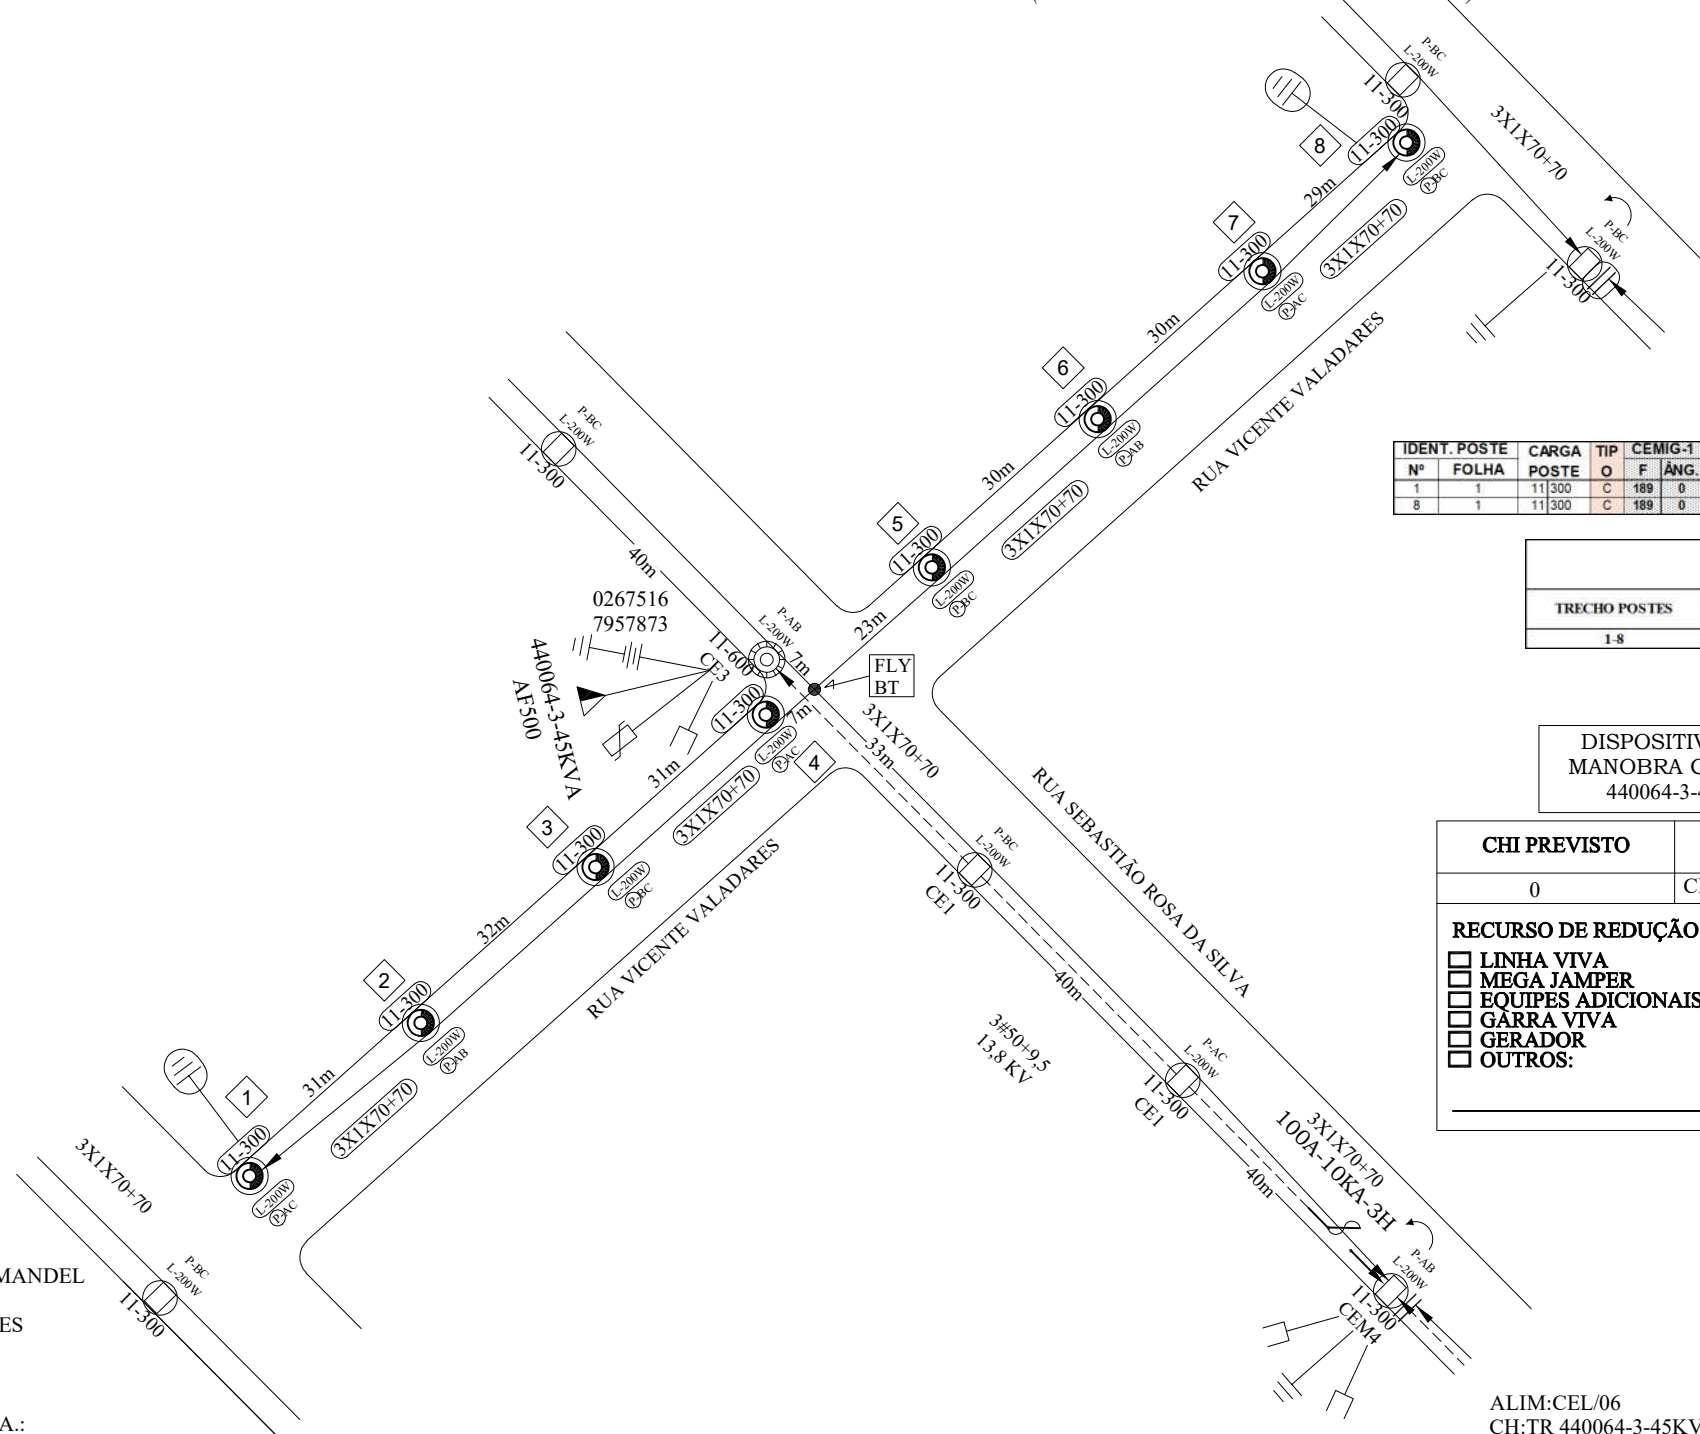 P-BC
L-200W
11-300
8
11-300
L-200W
P-BC
3X1X70+70
29m
7
11-300
3X1X70+70
P-BC
L-200W
11-300
L-200W
P-AC
30m
RUA VICENTE VALADARES
6
11-300
L-200W
P-AB
30m
3X1X70+70
P-BC
L-200W
11-300
5
11-300
L-200W
P-BC
23m
40m
0267516
7957873
440064-3-45KVA
AF500
P-AB
L-200W
11-600
CE3
7m
FLY
BT
11-300
7m
L-200W
P-AC
4
3X1X70+70
33m
31m
3X1X70+70
3
11-300
L-200W
P-BC
RUA VICENTE VALADARES
RUA SEBASTIÃO ROSA DA SILVA
P-BC
L-200W
11-300
CE1
32m
2
11-300
L-200W
P-AB
40m
3#50+9,5
13,8 KV
P-AC
L-200W
11-300
CE1
31m
3X1X70+70
1
11-300
L-200W
P-AC
3X1X70+70
3X1X70+70
100A-10KA-3H
40m
P-AB
L-200W
11-300
CEM4
P-BC
L-200W
11-300
MANDEL
ES
A.:
IDENT. POSTE CARGA TIP CEMIG-1
Nº FOLHA POSTE O F ÂNG.
1 1 11 300 C 189 0
8 1 11 300 C 189 0
TRECHO POSTES
1-8
DISPOSITIV
MANOBRA C
440064-3-4
CHI PREVISTO
0 CL
RECURSO DE REDUÇÃO
LINHA VIVA
MEGA JAMPER
EQUIPES ADICIONAIS
GARRA VIVA
GERADOR
OUTROS:
ALIM:CEL/06
CH:TR 440064-3-45KV